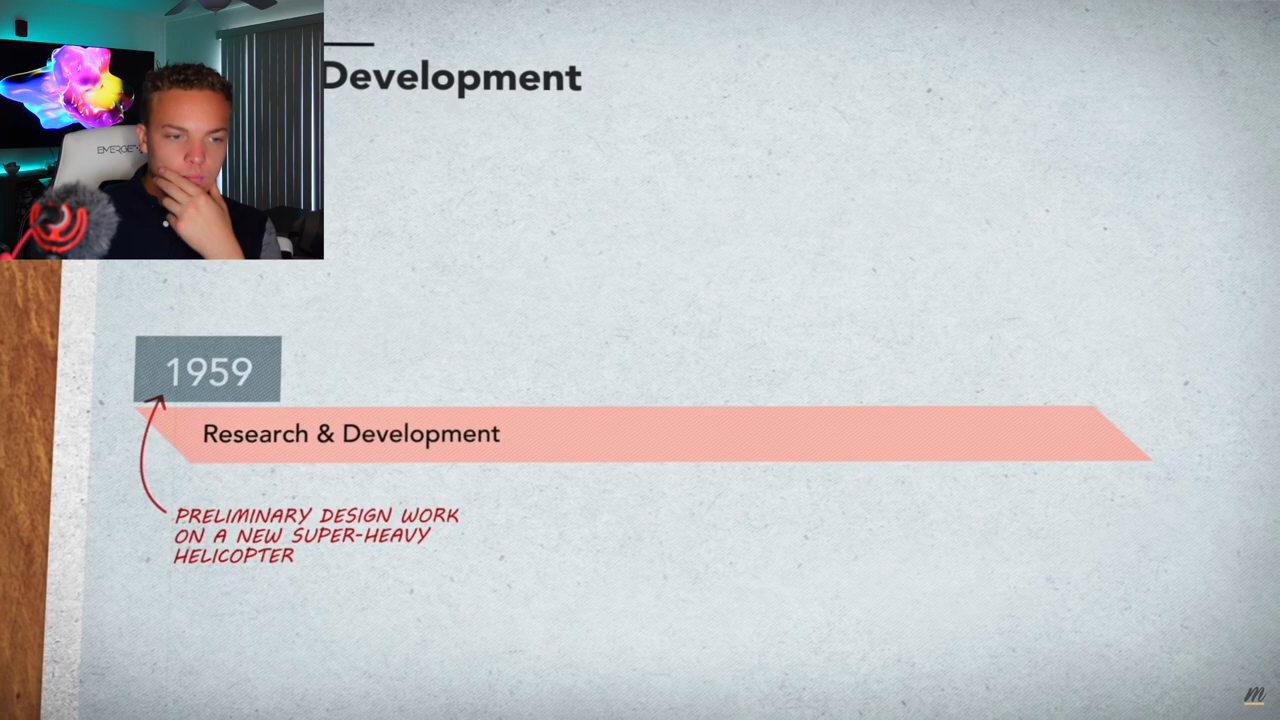 Development
1959
Research & Development
PRELIMINARY DESIGN WORK
ON A NEW SUPER-HEAVY
HELICOPTER
m